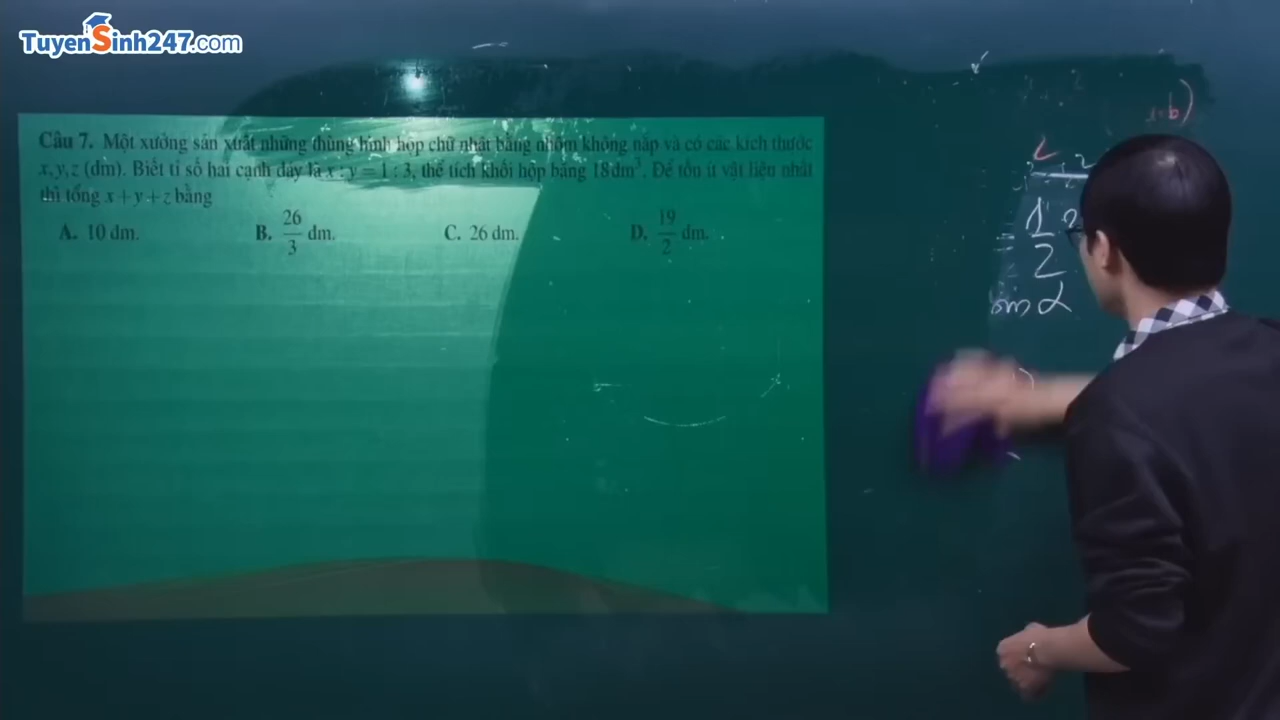 TuyenSinh247.com
Câu 7. Một xưởng sản xuất những thùng hình hộp chữ nhật bằng nhôm không nắp và có các kích thước
x, y, z (dm). Biết tỉ số hai cạnh đáy là x : y = 1 : 3, thể tích khối hộp bằng 18dm³. Để tốn ít vật liệu nhất
thì tổng x + y + z bằng
A. 10 dm. B. 26/3 dm. C. 26 dm. D. 19/2 dm.
sin α